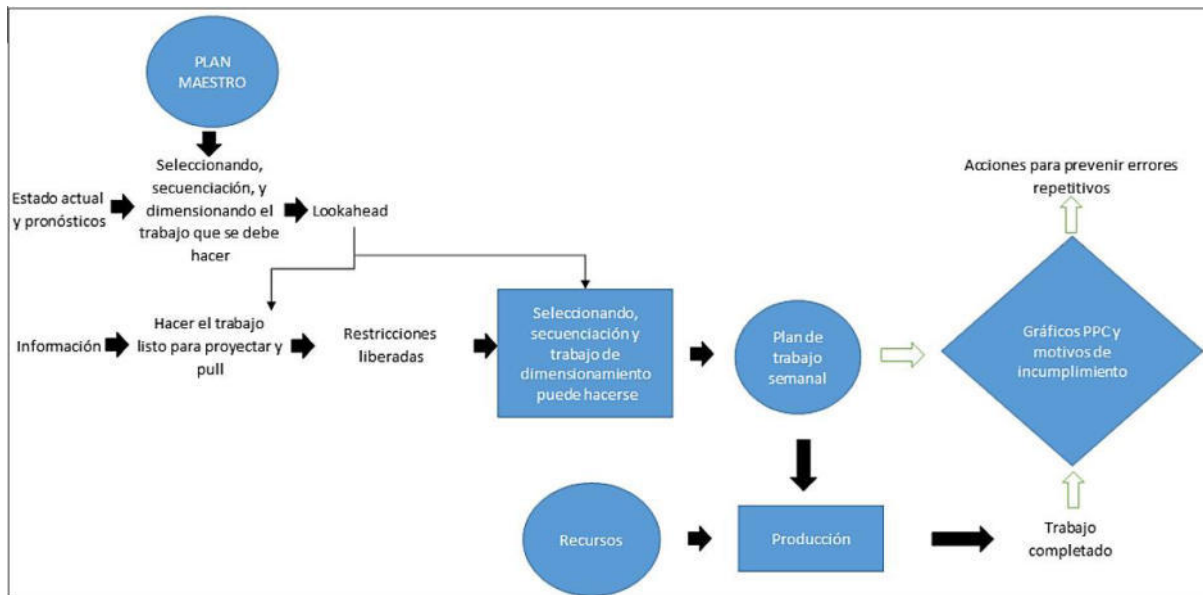 PLAN
MAESTRO
Seleccionando,
secuenciación, y
dimensionando el
trabajo que se debe
hacer
Estado actual
y pronósticos
Lookahead
Acciones para prevenir errores
repetitivos
Información
Hacer el trabajo
listo para proyectar y
pull
Restricciones
liberadas
Seleccionando,
secuenciación y
trabajo de
dimensionamiento
puede hacerse
Plan de
trabajo
semanal
Gráficos PPC y
motivos de
incumplimiento
Recursos
Producción
Trabajo
completado